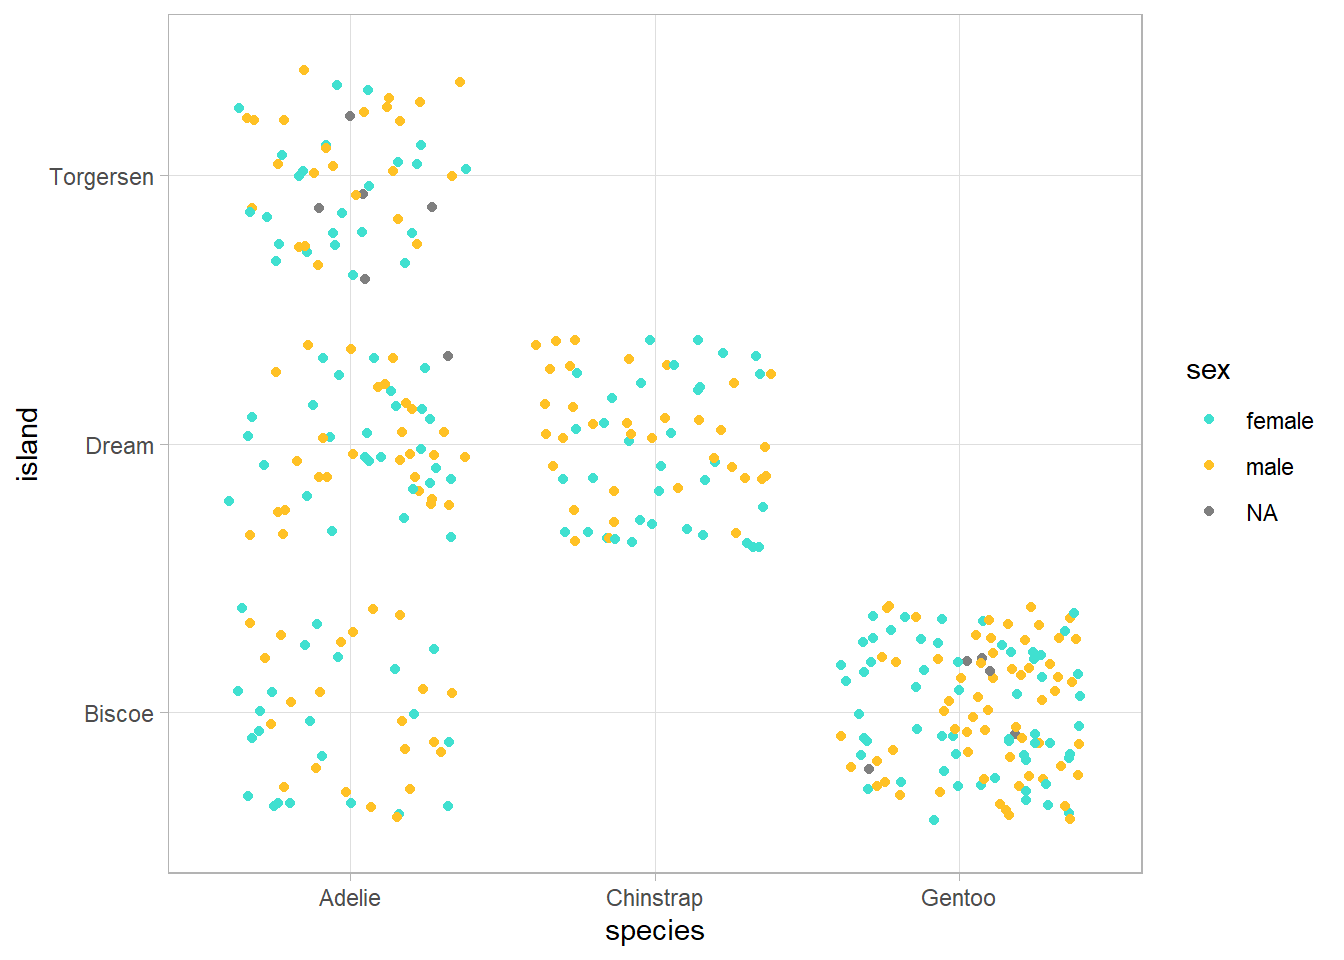 Torgersen
Dream
Biscoe
island
Adelie
Chinstrap
Gentoo
species
sex
female
male
NA